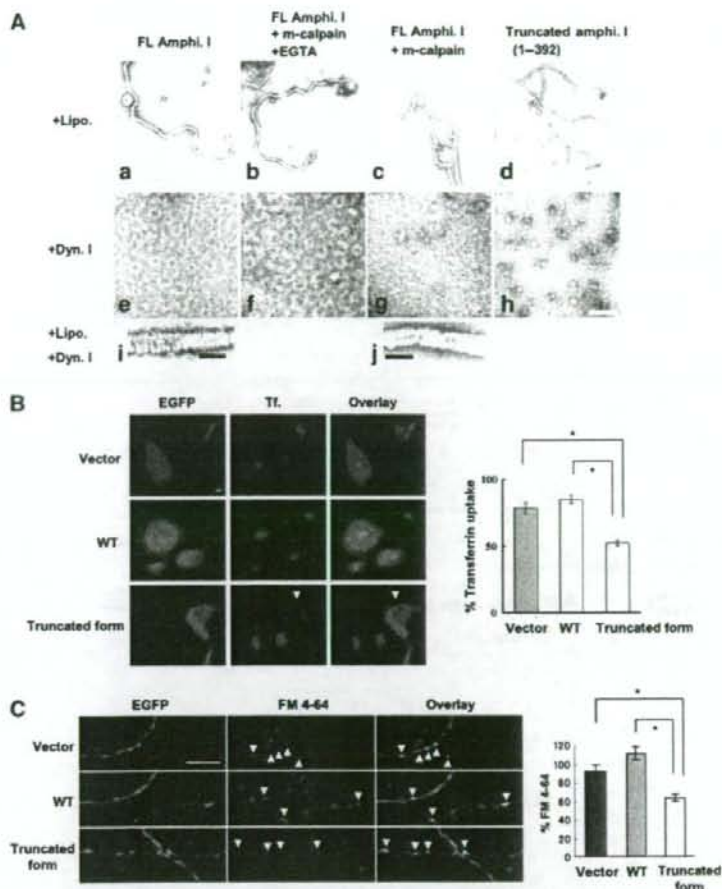 A
FL Amphi. I
FL Amphi. I
+ m-calpain
+EGTA
FL Amphi. I
+ m-calpain
Truncated amphi. I
(1–392)
+Lipo.
a
b
c
d
+Dyn. I
e
f
g
h
+Lipo.
+Dyn. I
i
j
B
EGFP
Tf.
Overlay
Vector
WT
Truncated form
% Transferrin uptake
100
50
0
*
*
Vector
WT
Truncated form
C
EGFP
FM 4-64
Overlay
Vector
WT
Truncated
form
% FM 4-64
120
100
80
60
40
20
0
*
*
Vector
WT
Truncated
form